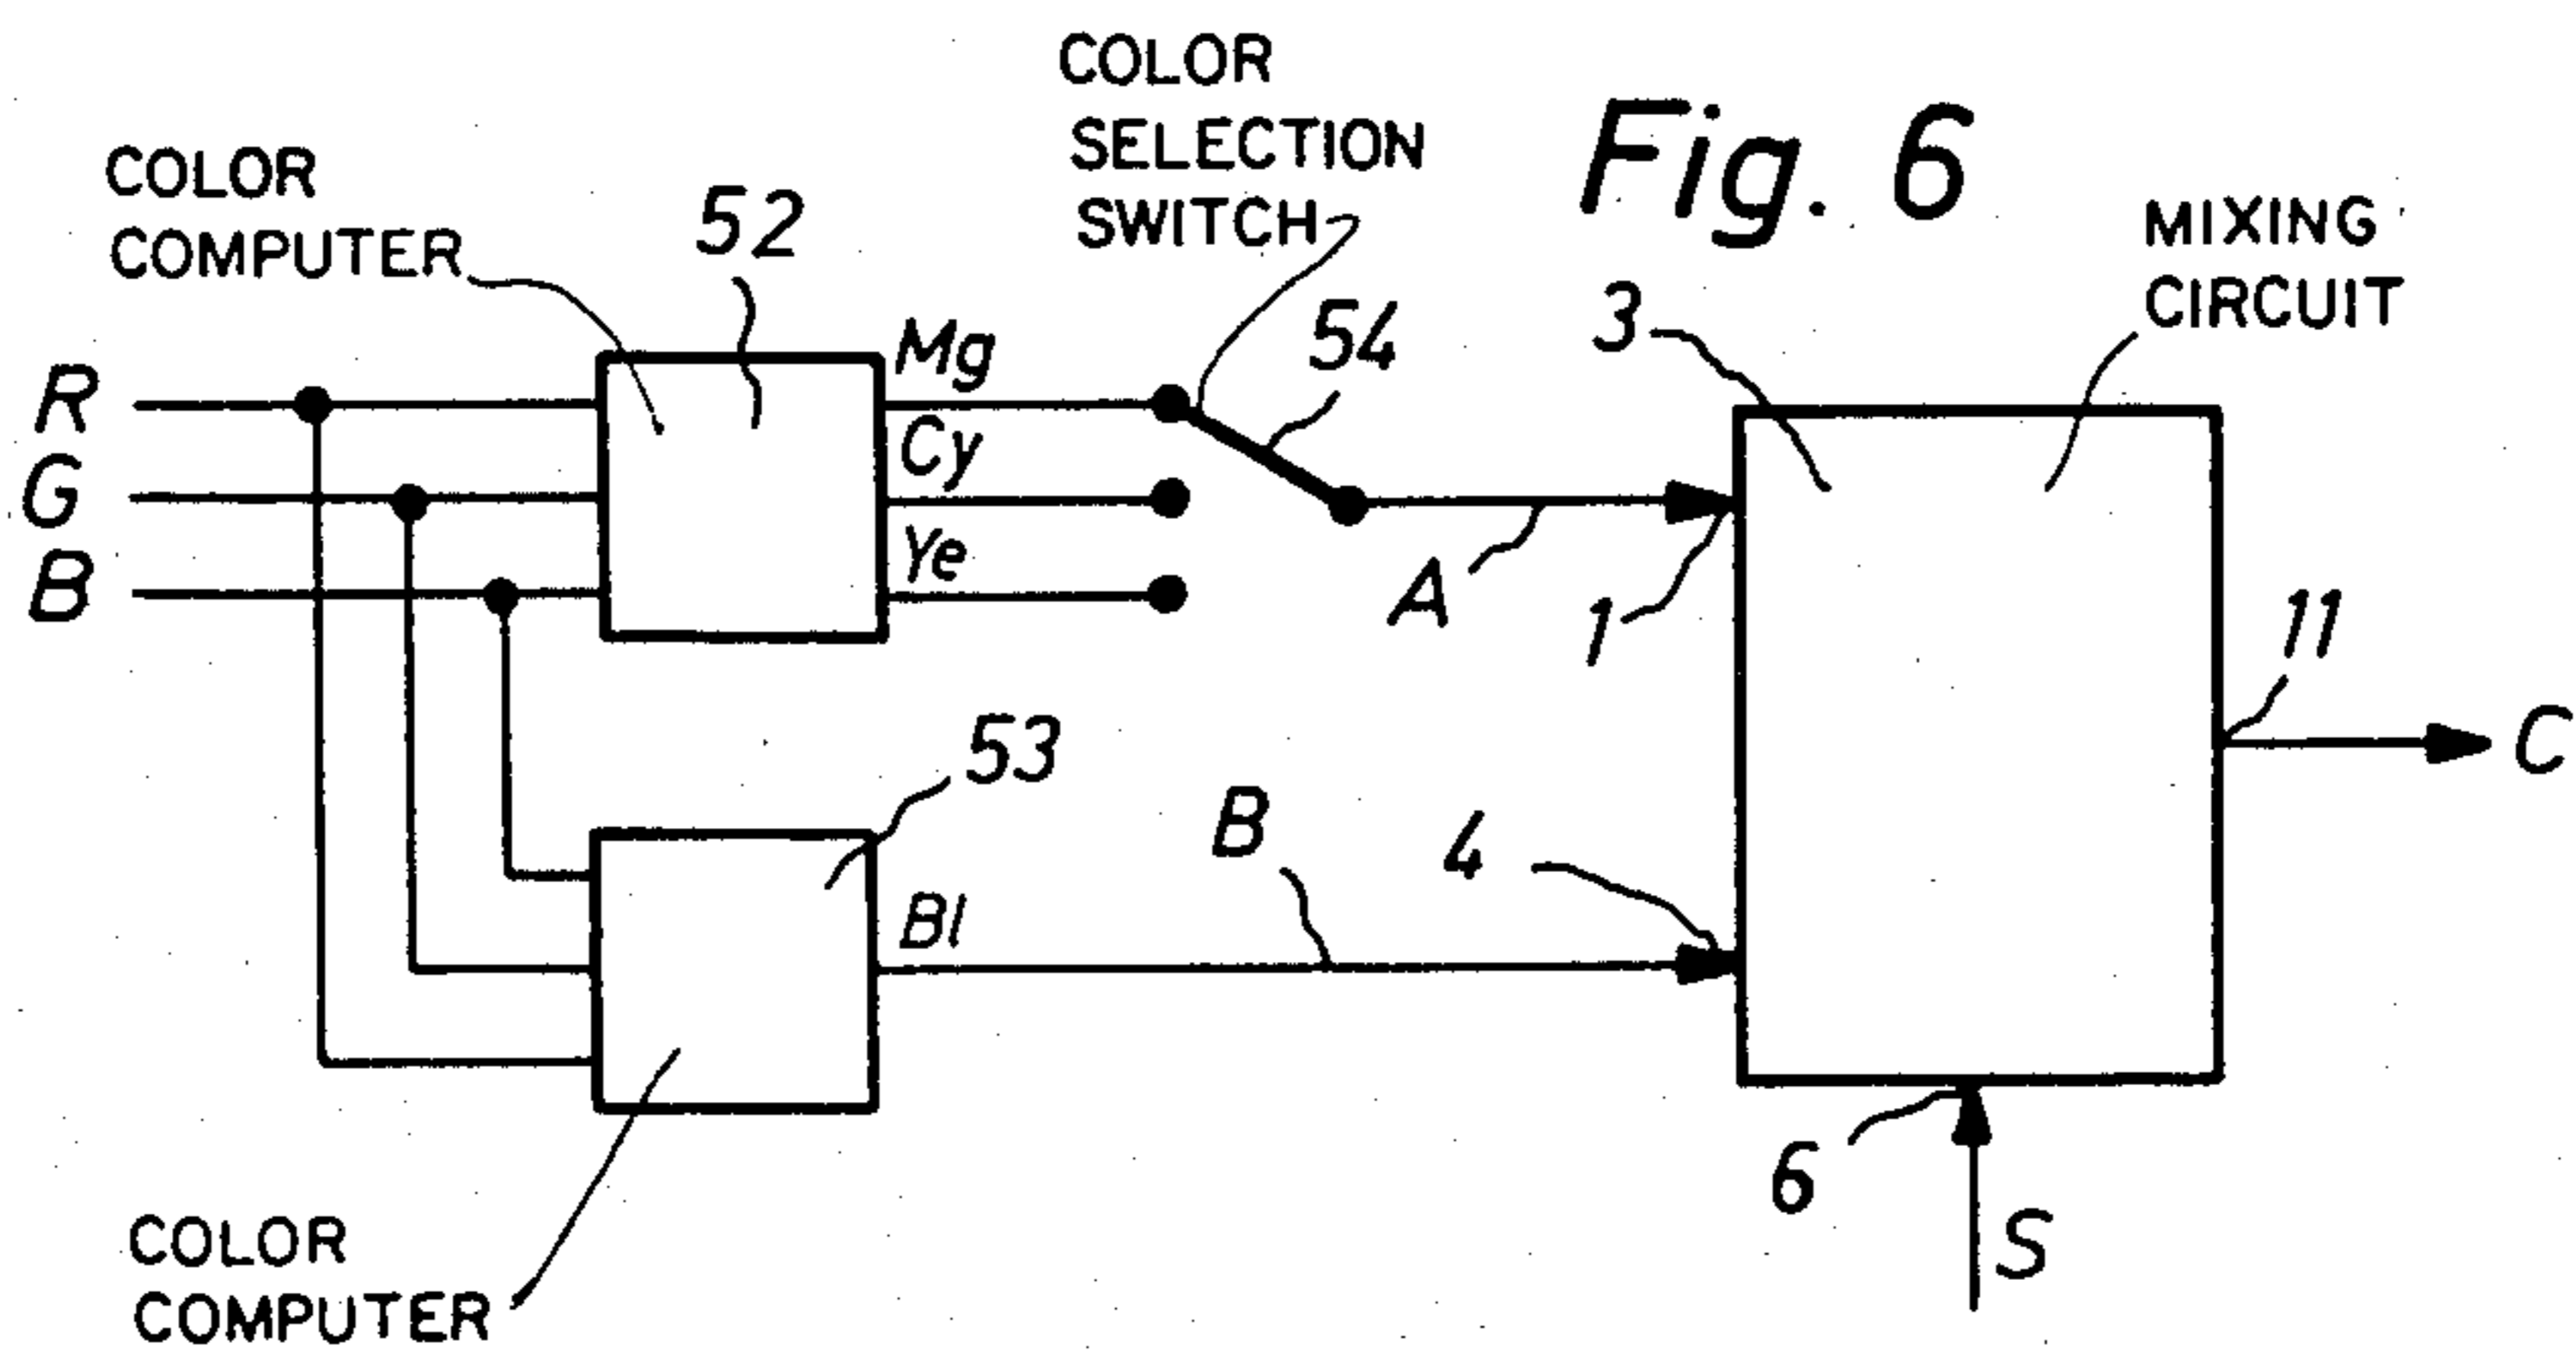 COLOR
SELECTION
SWITCH
Fig. 6
COLOR
COMPUTER
52
MIXING
CIRCUIT
3
54
Mg
R
Cy
G
Ye
B
A
1
11
C
53
B
4
Bl
6
S
COLOR
COMPUTER